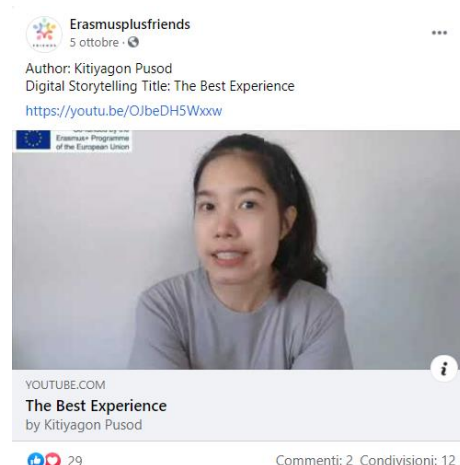 Erasmusplusfriends
5 ottobre ·
Author: Kitiyagon Pusod
Digital Storytelling Title: The Best Experience
https://youtu.be/OJbeDH5Wxxw
Erasmus+ Programme
of the European Union
YOUTUBE.COM
The Best Experience
by Kitiyagon Pusod
29
Commenti: 2 Condivisioni: 12